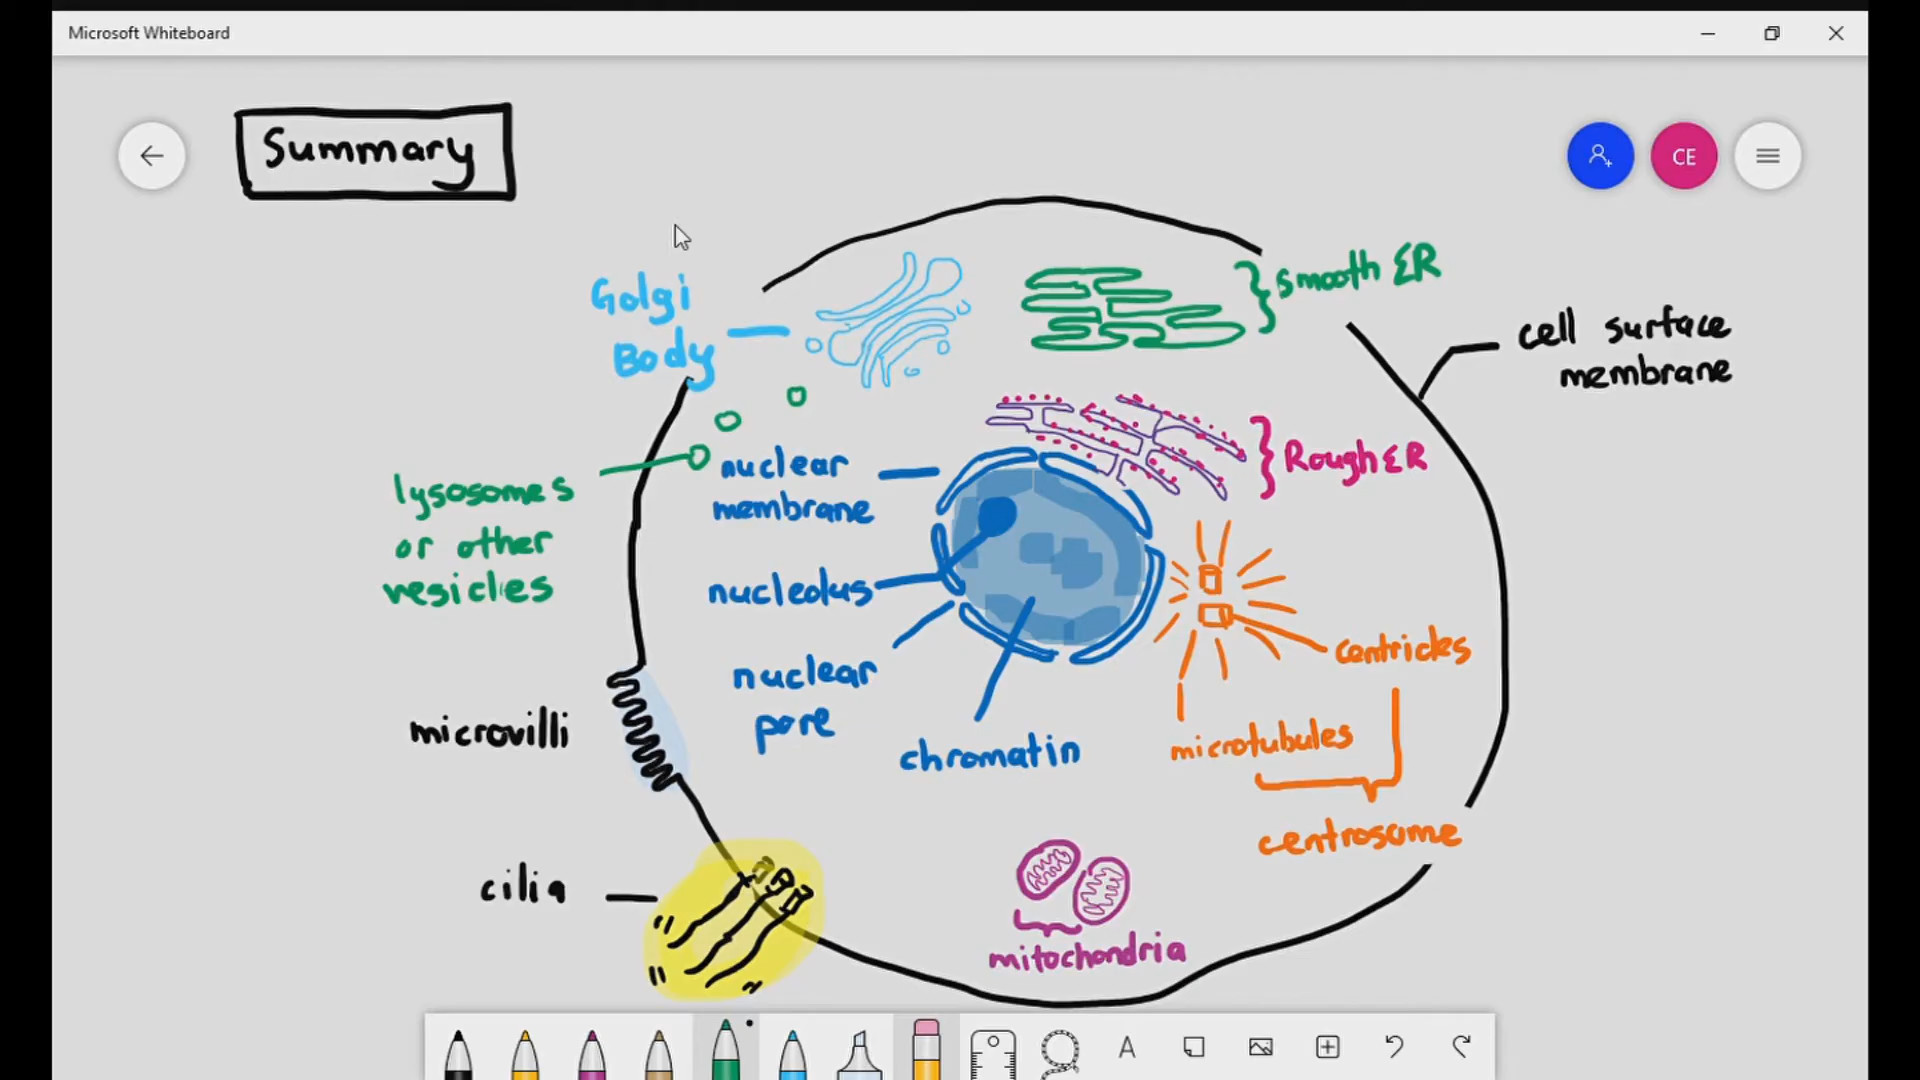 Microsoft Whiteboard
Summary
CE
Golgi
Body
smooth ER
cell surface
membrane
Rough ER
nuclear
membrane
lysosomes
or other
vesicles
nucleolus
nuclear
pore
centrioles
microvilli
chromatin
microtubules
centrosome
cilia
mitochondria
A